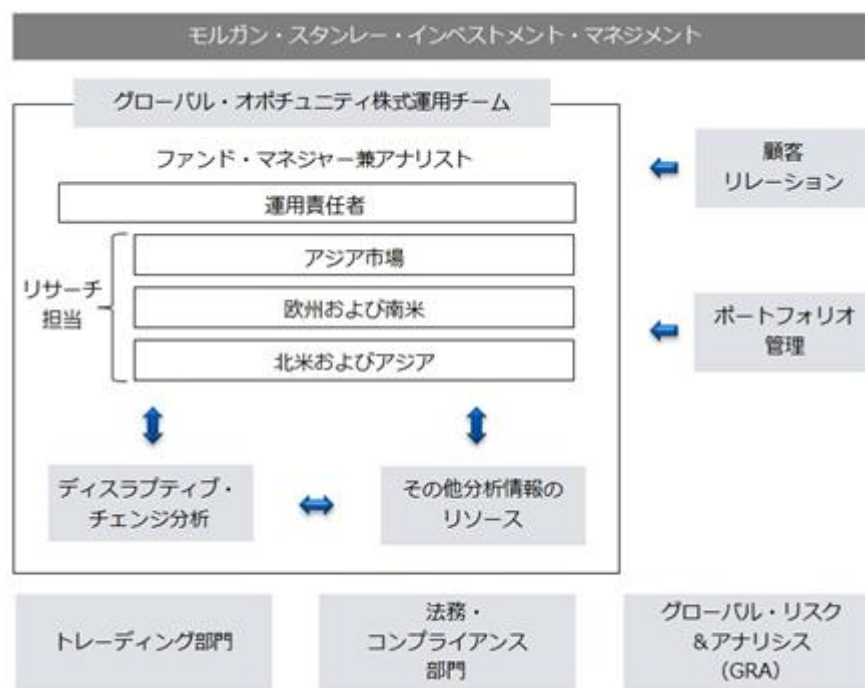 モルガン・スタンレー・インベストメント・マネジメント
グローバル・オポチュニティ株式運用チーム
ファンド・マネジャー兼アナリスト
運用責任者
リサーチ
担当
アジア市場
欧州および南米
北米およびアジア
ディスラプティブ・
チェンジ分析
その他分析情報の
リソース
顧客
リレーション
ポートフォリオ
管理
トレーディング部門
法務・
コンプライアンス
部門
グローバル・リスク
&アナリシス
(GRA)